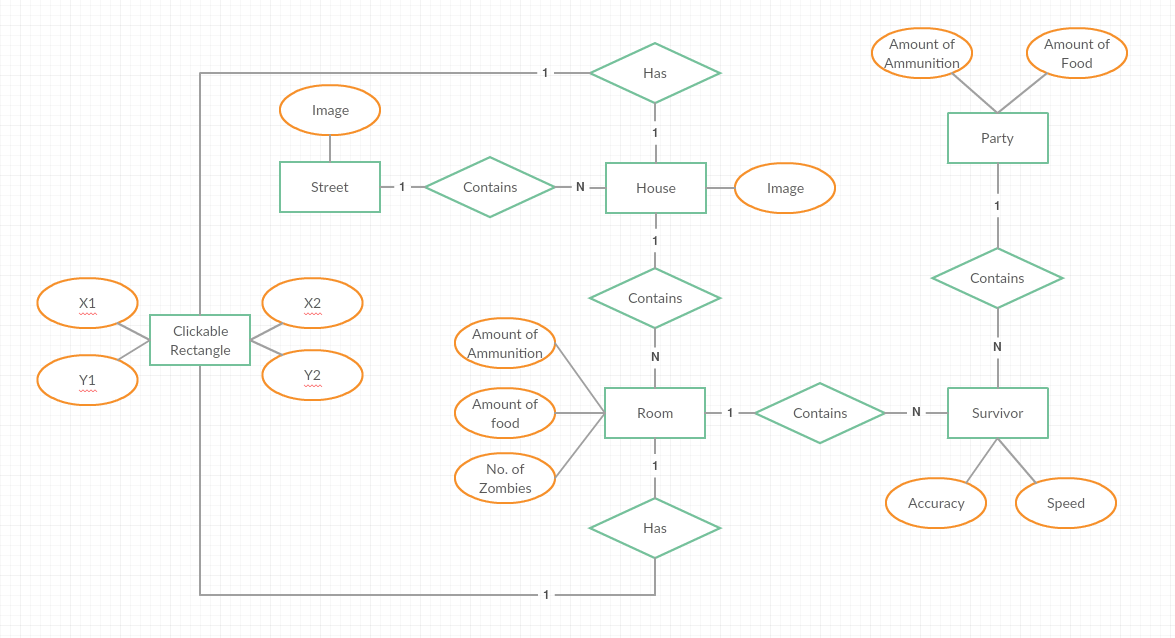 Amount of
Ammunition
Amount of
Food
1
Has
Image
1
Party
Street
1
Contains
N
House
Image
1
1
Contains
Contains
X1
X2
Clickable
Rectangle
Amount of
Ammunition
N
N
Y1
Y2
Amount of
food
Room
1
Contains
N
Survivor
No. of
Zombies
1
Accuracy
Speed
Has
1